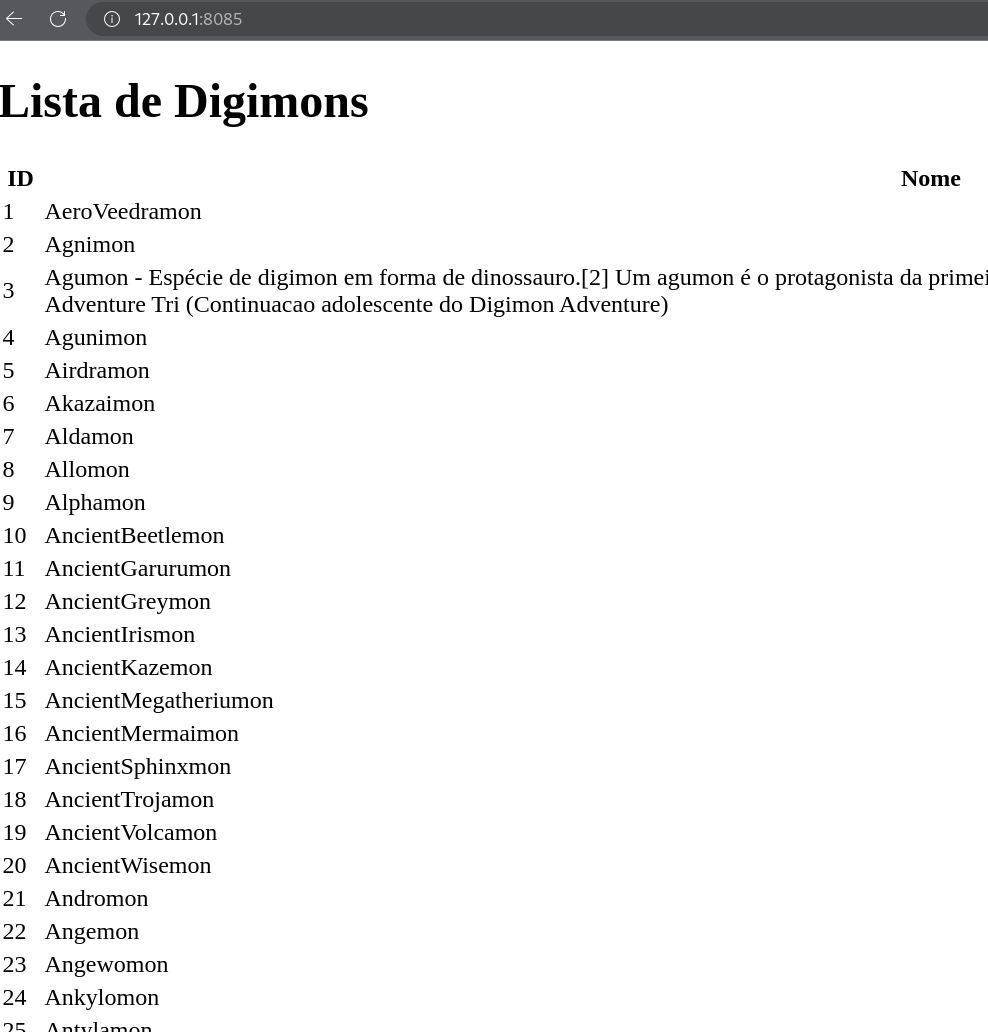 127.0.0.1:8085
Lista de Digimons
ID Nome
1 AeroVeedramon
2 Agnimon
3 Agumon - Espécie de digimon em forma de dinossauro.[2] Um agumon é o protagonista da primei
Adventure Tri (Continuacao adolescente do Digimon Adventure)
4 Agunimon
5 Airdramon
6 Akazaimon
7 Aldamon
8 Allomon
9 Alphamon
10 AncientBeetlemon
11 AncientGarurumon
12 AncientGreymon
13 AncientIrismon
14 AncientKazemon
15 AncientMegatheriumon
16 AncientMermaimon
17 AncientSphinxmon
18 AncientTrojamon
19 AncientVolcamon
20 AncientWisemon
21 Andromon
22 Angemon
23 Angewomon
24 Ankylomon
25 Antylamon